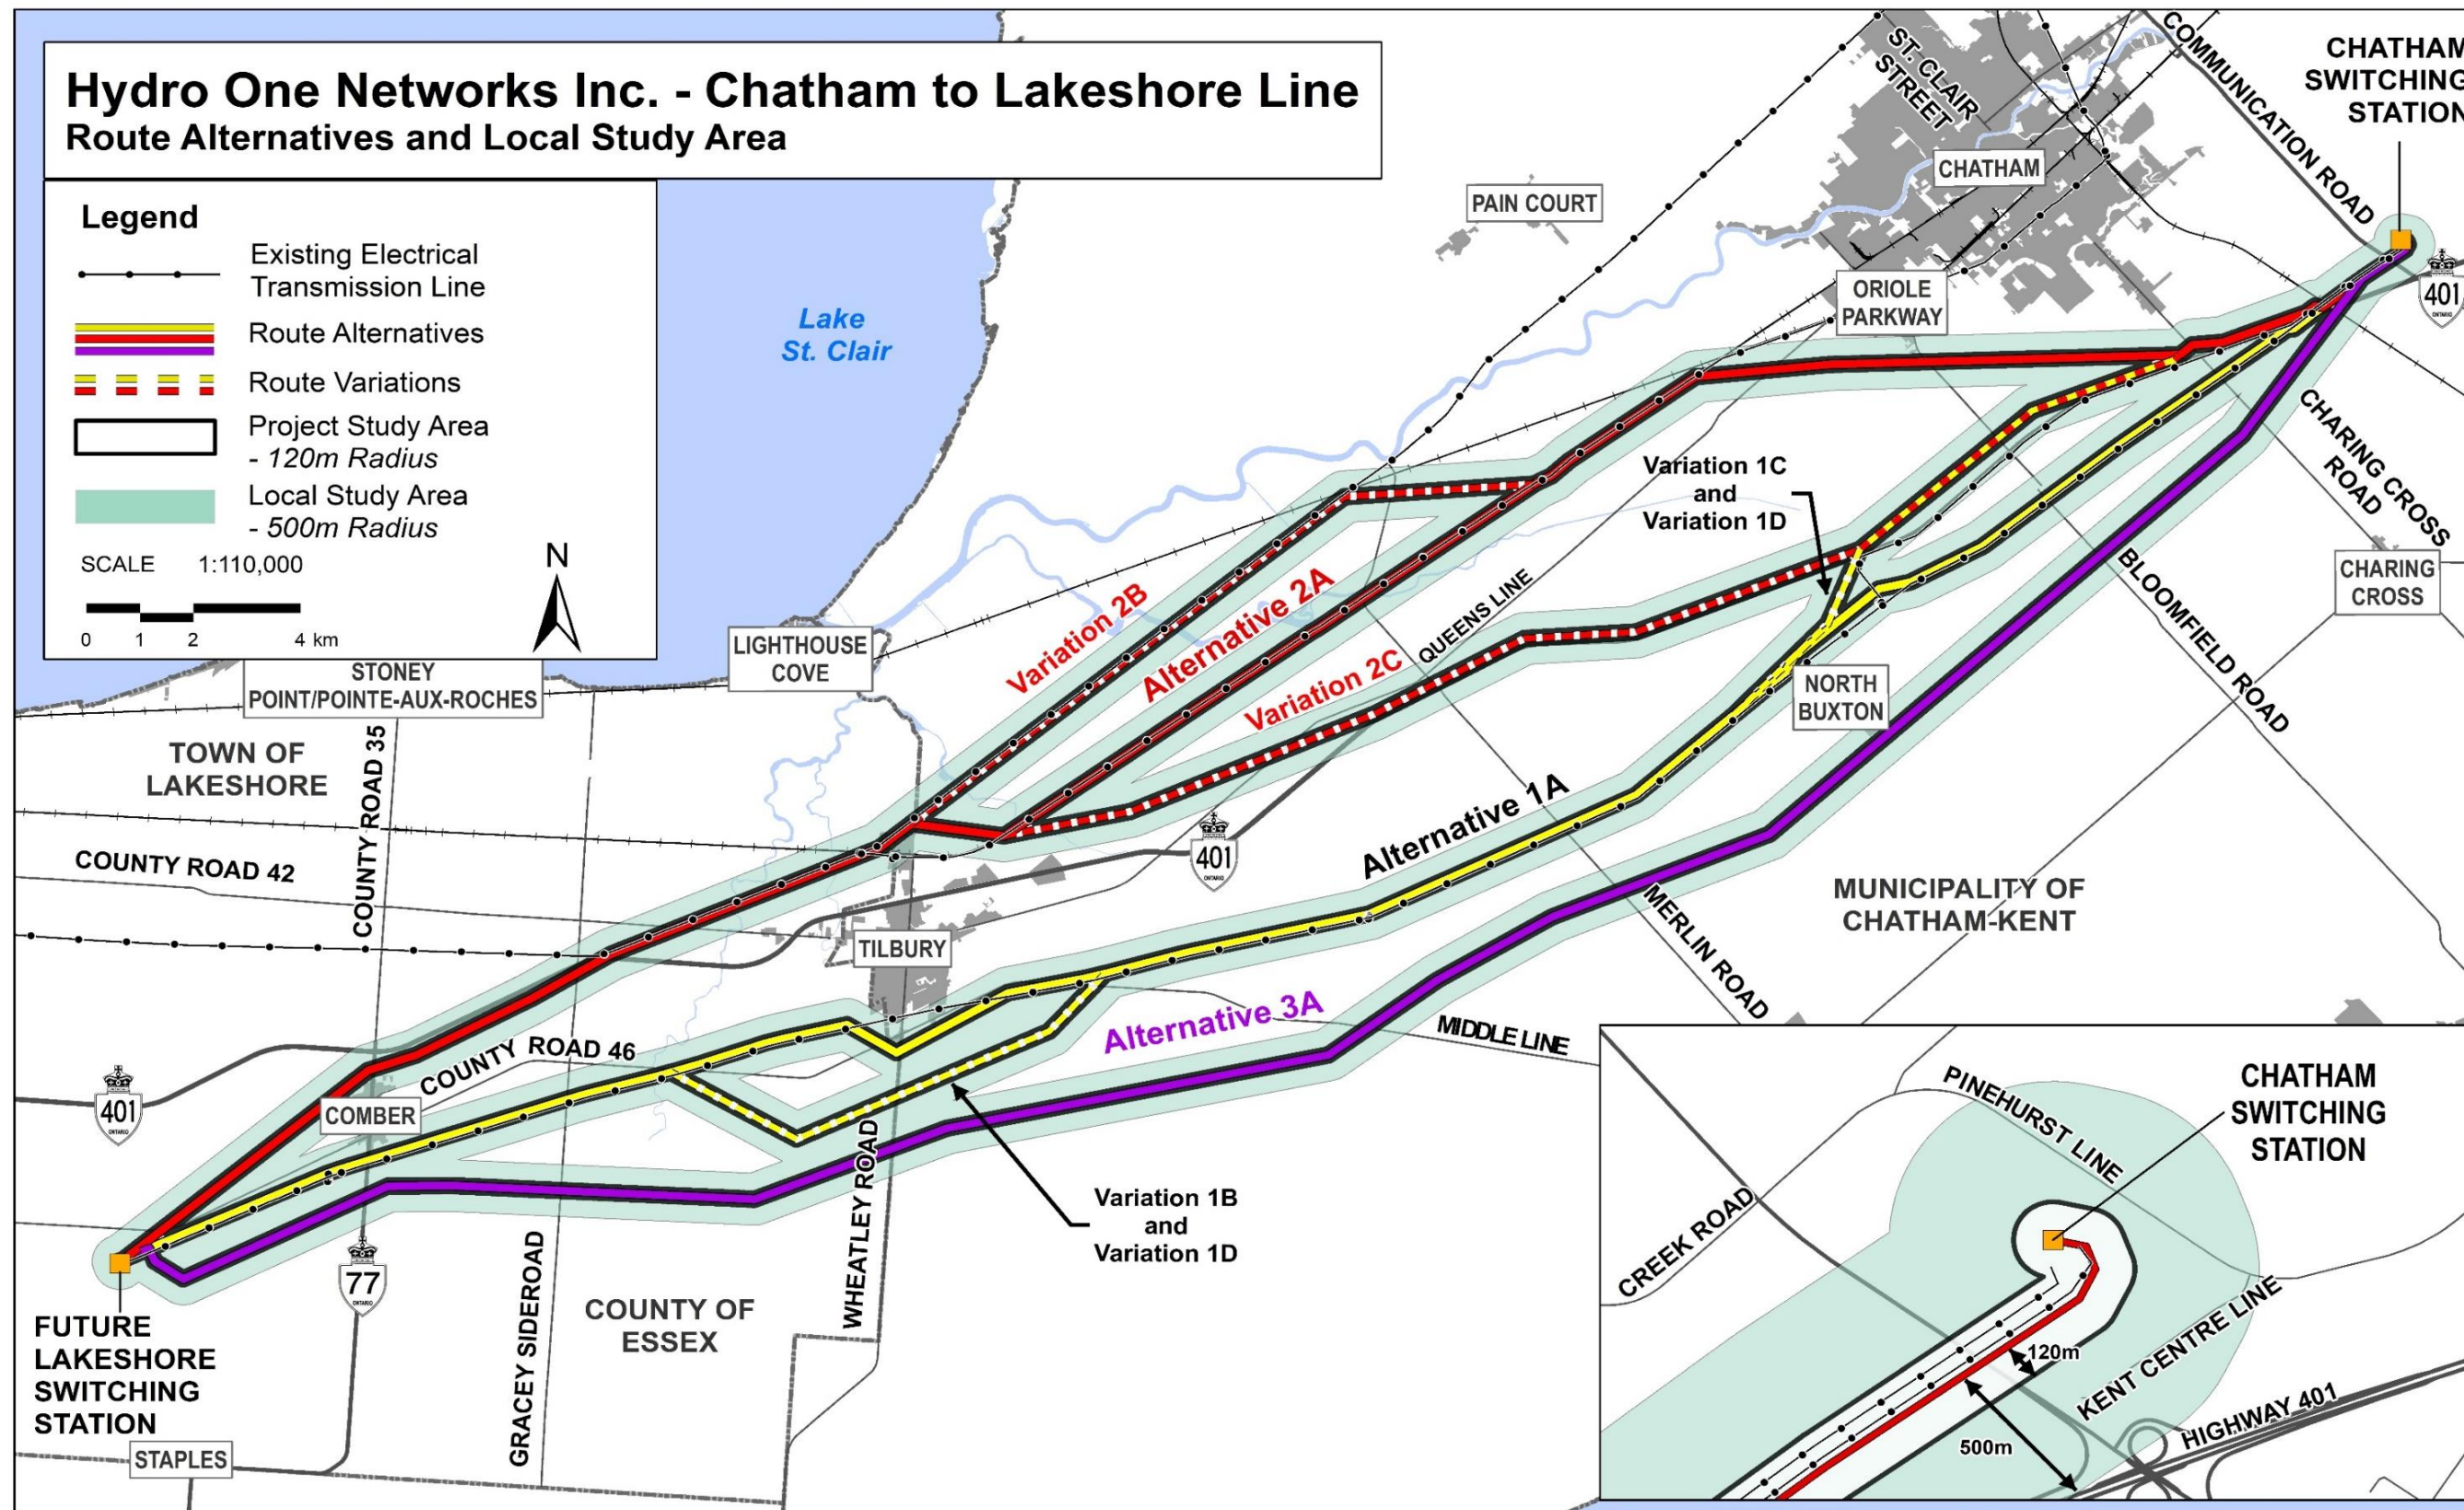 Hydro One Networks Inc. - Chatham to Lakeshore Line
Route Alternatives and Local Study Area
Legend
Existing Electrical
Transmission Line
Route Alternatives
Route Variations
Project Study Area
- 120m Radius
Local Study Area
- 500m Radius
SCALE 1:110,000
0 1 2 4 km
N
Lake
St. Clair
PAIN COURT
ST. CLAIR
STREET
CHATHAM
COMMUNICATION ROAD
CHATHAM
SWITCHING
STATION
401
ONTARIO
ORIOLE
PARKWAY
CHARING CROSS
ROAD
CHARING
CROSS
BLOOMFIELD ROAD
Variation 1C
and
Variation 1D
NORTH
BUXTON
QUEENS LINE
Variation 2B
Alternative 2A
Variation 2C
LIGHTHOUSE
COVE
STONEY
POINT/POINTE-AUX-ROCHES
TOWN OF
LAKESHORE
COUNTY ROAD 35
COUNTY ROAD 42
401
ONTARIO
Alternative 1A
MERLIN ROAD
MUNICIPALITY OF
CHATHAM-KENT
TILBURY
Alternative 3A
MIDDLE LINE
COUNTY ROAD 46
401
ONTARIO
COMBER
WHEATLEY ROAD
Variation 1B
and
Variation 1D
77
ONTARIO
GRACEY SIDEROAD
COUNTY OF
ESSEX
FUTURE
LAKESHORE
SWITCHING
STATION
STAPLES
CHATHAM
SWITCHING
STATION
PINEHURST LINE
CREEK ROAD
KENT CENTRE LINE
120m
500m
HIGHWAY 401